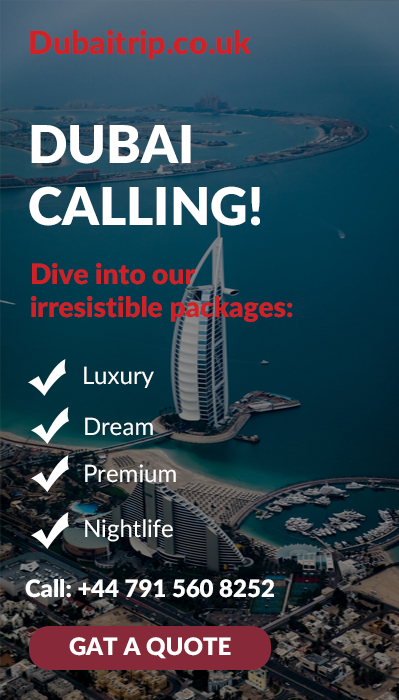 Dubaitrip.co.uk
DUBAI
CALLING!
Dive into our
irresistible packages:
Luxury
Dream
Premium
Nightlife
Call: +44 791 560 8252
GAT A QUOTE